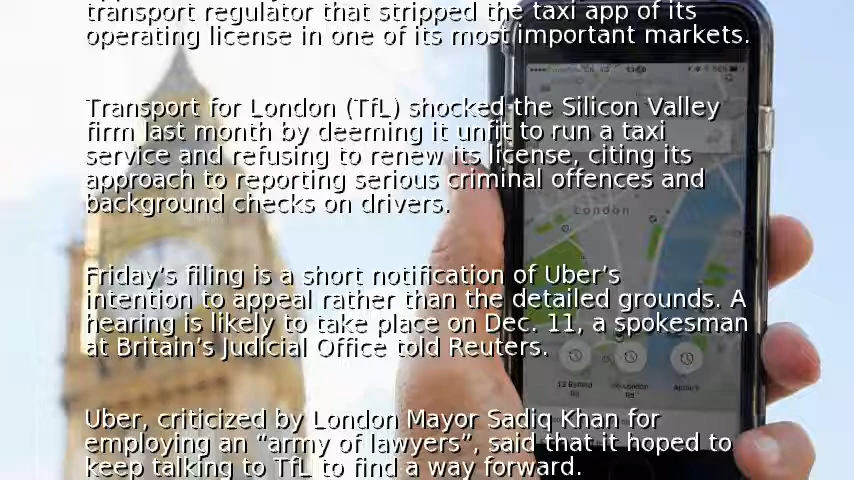 transport regulator that stripped the taxi app of its
operating license in one of its most important markets.
Transport for London (TfL) shocked the Silicon Valley
firm last month by deeming it unfit to run a taxi
service and refusing to renew its license, citing its
approach to reporting serious criminal offences and
background checks on drivers.
London
Friday’s filing is a short notification of Uber’s
intention to appeal rather than the detailed grounds. A
hearing is likely to take place on Dec. 11, a spokesman
at Britain’s Judicial Office told Reuters.
Uber, criticized by London Mayor Sadiq Khan for
employing an “army of lawyers”, said that it hoped to
keep talking to TfL to find a way forward.